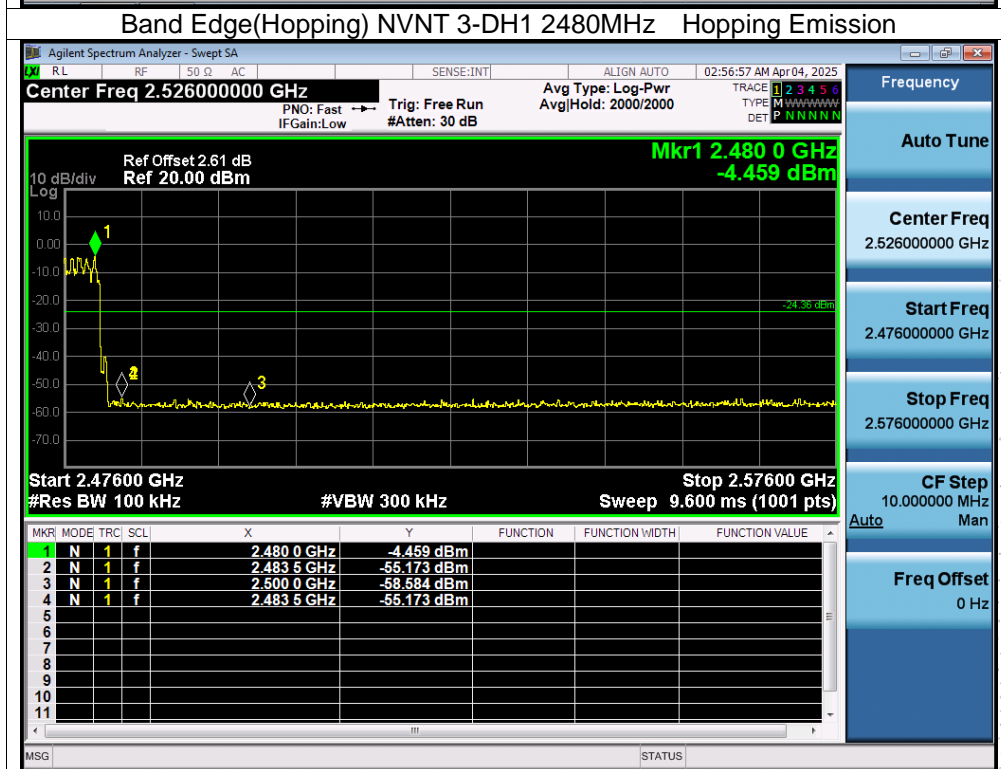 Band Edge(Hopping) NVNT 3-DH1 2480MHz Hopping Emission
Agilent Spectrum Analyzer - Swept SA
LXI RL RF 50 Ω AC SENSE:INT ALIGN AUTO 02:56:57 AM Apr 04, 2025
Center Freq 2.526000000 GHz
PNO: Fast
IFGain:Low
Trig: Free Run
#Atten: 30 dB
Avg Type: Log-Pwr
Avg|Hold: 2000/2000
TRACE 1 2 3 4 5 6
TYPE M WWWWW
DET P N N N N N
Mkr1 2.480 0 GHz
-4.459 dBm
Ref Offset 2.61 dB
10 dB/div Ref 20.00 dBm
Log
10.0
0.00
-10.0
-20.0
-30.0
-40.0
-50.0
-60.0
-70.0
1
3
-24.36 dBm
Start 2.47600 GHz Stop 2.57600 GHz
#Res BW 100 kHz #VBW 300 kHz Sweep 9.600 ms (1001 pts)
MKR MODE TRC SCL X Y FUNCTION FUNCTION WIDTH FUNCTION VALUE
1 N 1 f 2.480 0 GHz -4.459 dBm
2 N 1 f 2.483 5 GHz -55.173 dBm
3 N 1 f 2.500 0 GHz -58.584 dBm
4 N 1 f 2.483 5 GHz -55.173 dBm
5
6
7
8
9
10
11
MSG STATUS
Frequency
Auto Tune
Center Freq
2.526000000 GHz
Start Freq
2.476000000 GHz
Stop Freq
2.576000000 GHz
CF Step
10.000000 MHz
Auto Man
Freq Offset
0 Hz